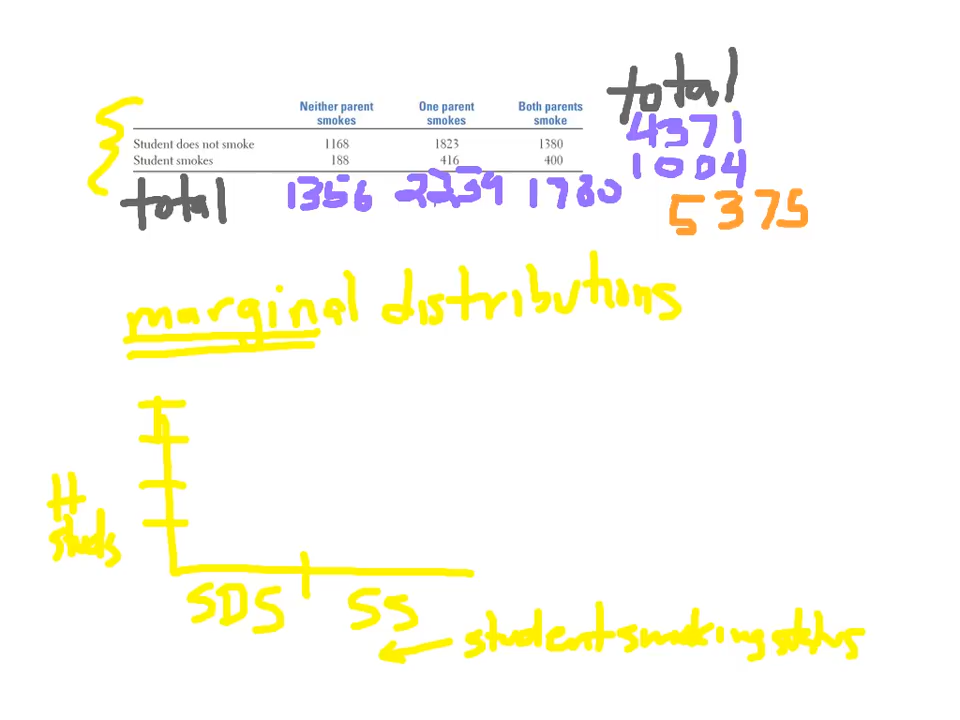 total
Neither parent smokes One parent smokes Both parents smoke
4371
Student does not smoke 1168 1823 1380
Student smokes 188 416 400
1004
total 1356 2239 1780
5375
marginal distributions
# studs
SDS SS
student smoking status